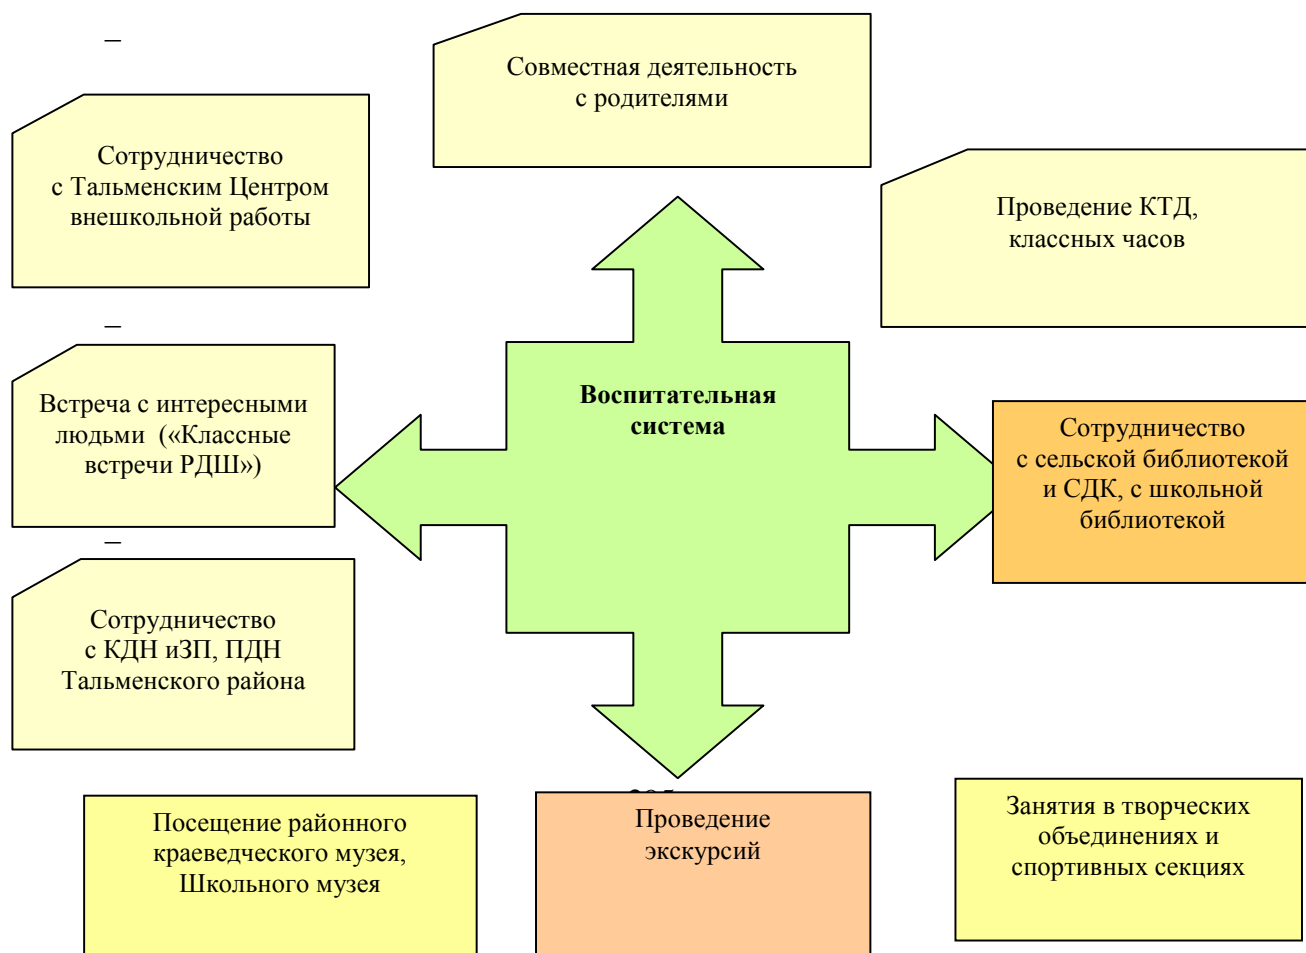 Совместная деятельность
с родителями
Сотрудничество
с Тальменским Центром
внешкольной работы
Проведение КТД,
классных часов
Встреча с интересными
людьми («Классные
встречи РДШ»)
Воспитательная
система
Сотрудничество
с сельской библиотекой
и СДК, с школьной
библиотекой
Сотрудничество
с КДН иЗП, ПДН
Тальменского района
Посещение районного
краеведческого музея,
Школьного музея
Проведение
экскурсий
Занятия в творческих
объединениях и
спортивных секциях